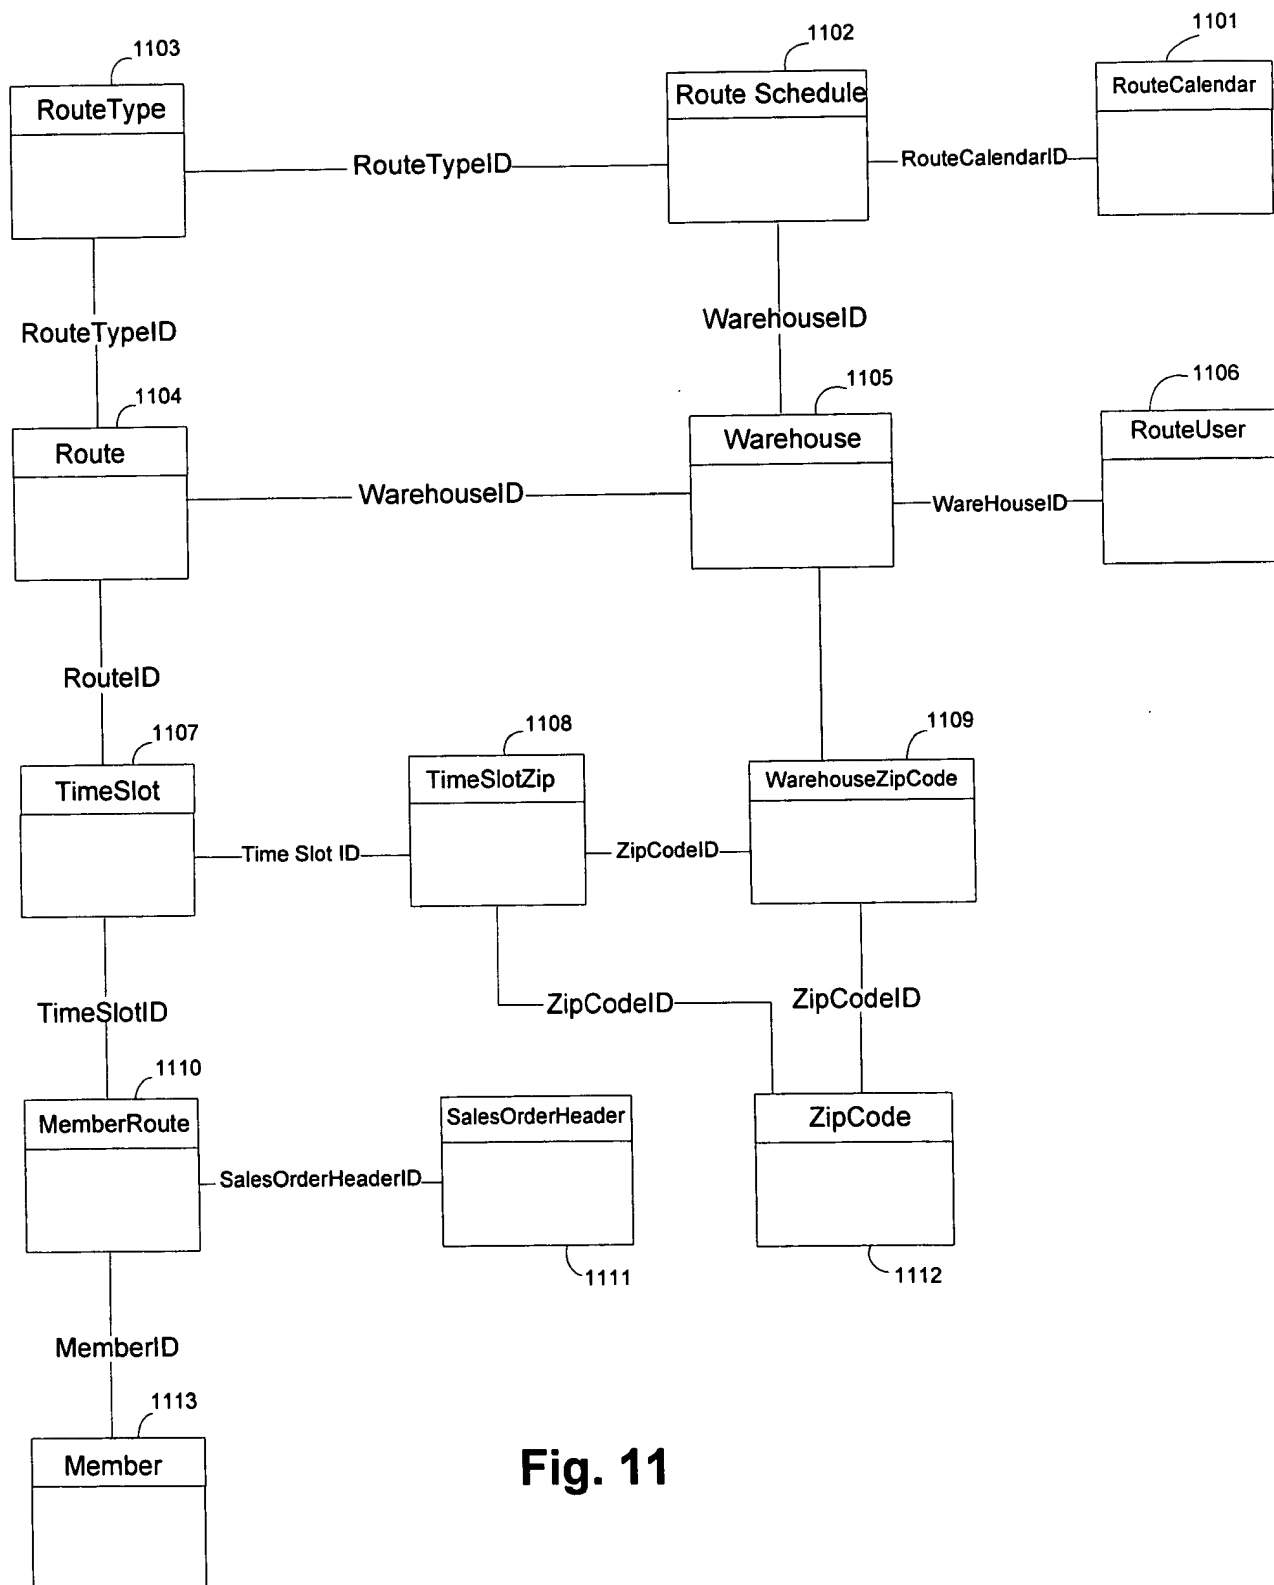 1103
1102
1101
RouteType
Route Schedule
RouteCalendar
RouteTypeID
RouteCalendarID
RouteTypeID
WarehouseID
1104
1105
1106
Route
Warehouse
RouteUser
WarehouseID
WareHouseID
RouteID
1107
1108
1109
TimeSlot
TimeSlotZip
WarehouseZipCode
Time Slot ID
ZipCodeID
TimeSlotID
ZipCodeID
ZipCodeID
1110
MemberRoute
SalesOrderHeader
ZipCode
SalesOrderHeaderID
1111
1112
MemberID
1113
Member
Fig. 11